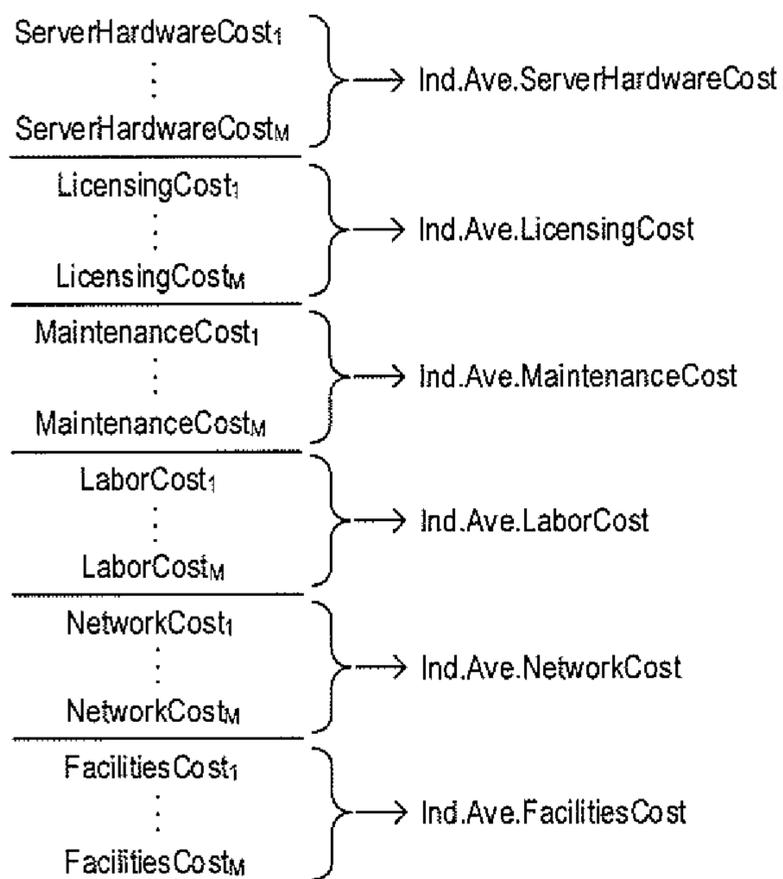 ServerHardwareCost₁
⋮
ServerHardwareCostM
Ind.Ave.ServerHardwareCost
LicensingCost₁
⋮
LicensingCostM
Ind.Ave.LicensingCost
MaintenanceCost₁
⋮
MaintenanceCostM
Ind.Ave.MaintenanceCost
LaborCost₁
⋮
LaborCostM
Ind.Ave.LaborCost
NetworkCost₁
⋮
NetworkCostM
Ind.Ave.NetworkCost
FacilitiesCost₁
⋮
FacilitiesCostM
Ind.Ave.FacilitiesCost